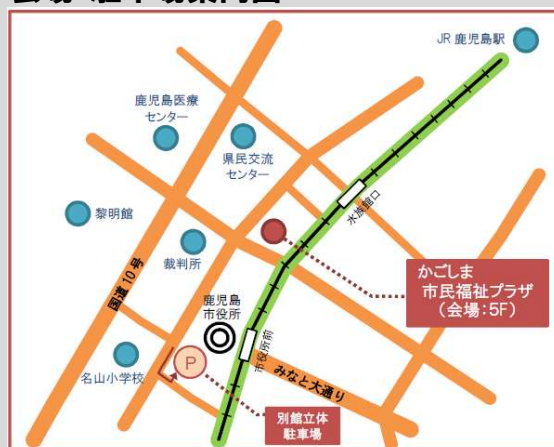 JR 鹿児島駅
鹿児島医療
センター
県民交流
センター
黎明館
水族館口
裁判所
国道10号
かごしま
市民福祉プラザ
(会場:5F)
鹿児島
市役所
市役所前
名山小学校
P
みなと大通り
別館立体
駐車場